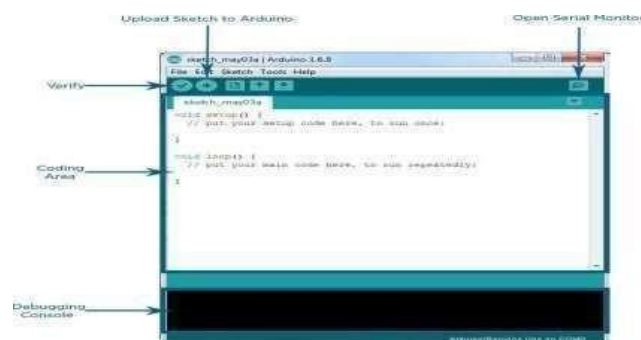 Upload Sketch to Arduino
Open Serial Monitor
sketch_may03a | Arduino 1.6.8
File Edit Sketch Tools Help
Verify
sketch_may03a
void setup() {
// put your setup code here, to run once:
}
void loop() {
// put your main code here, to run repeatedly:
}
Coding
Area
Debugging
Console